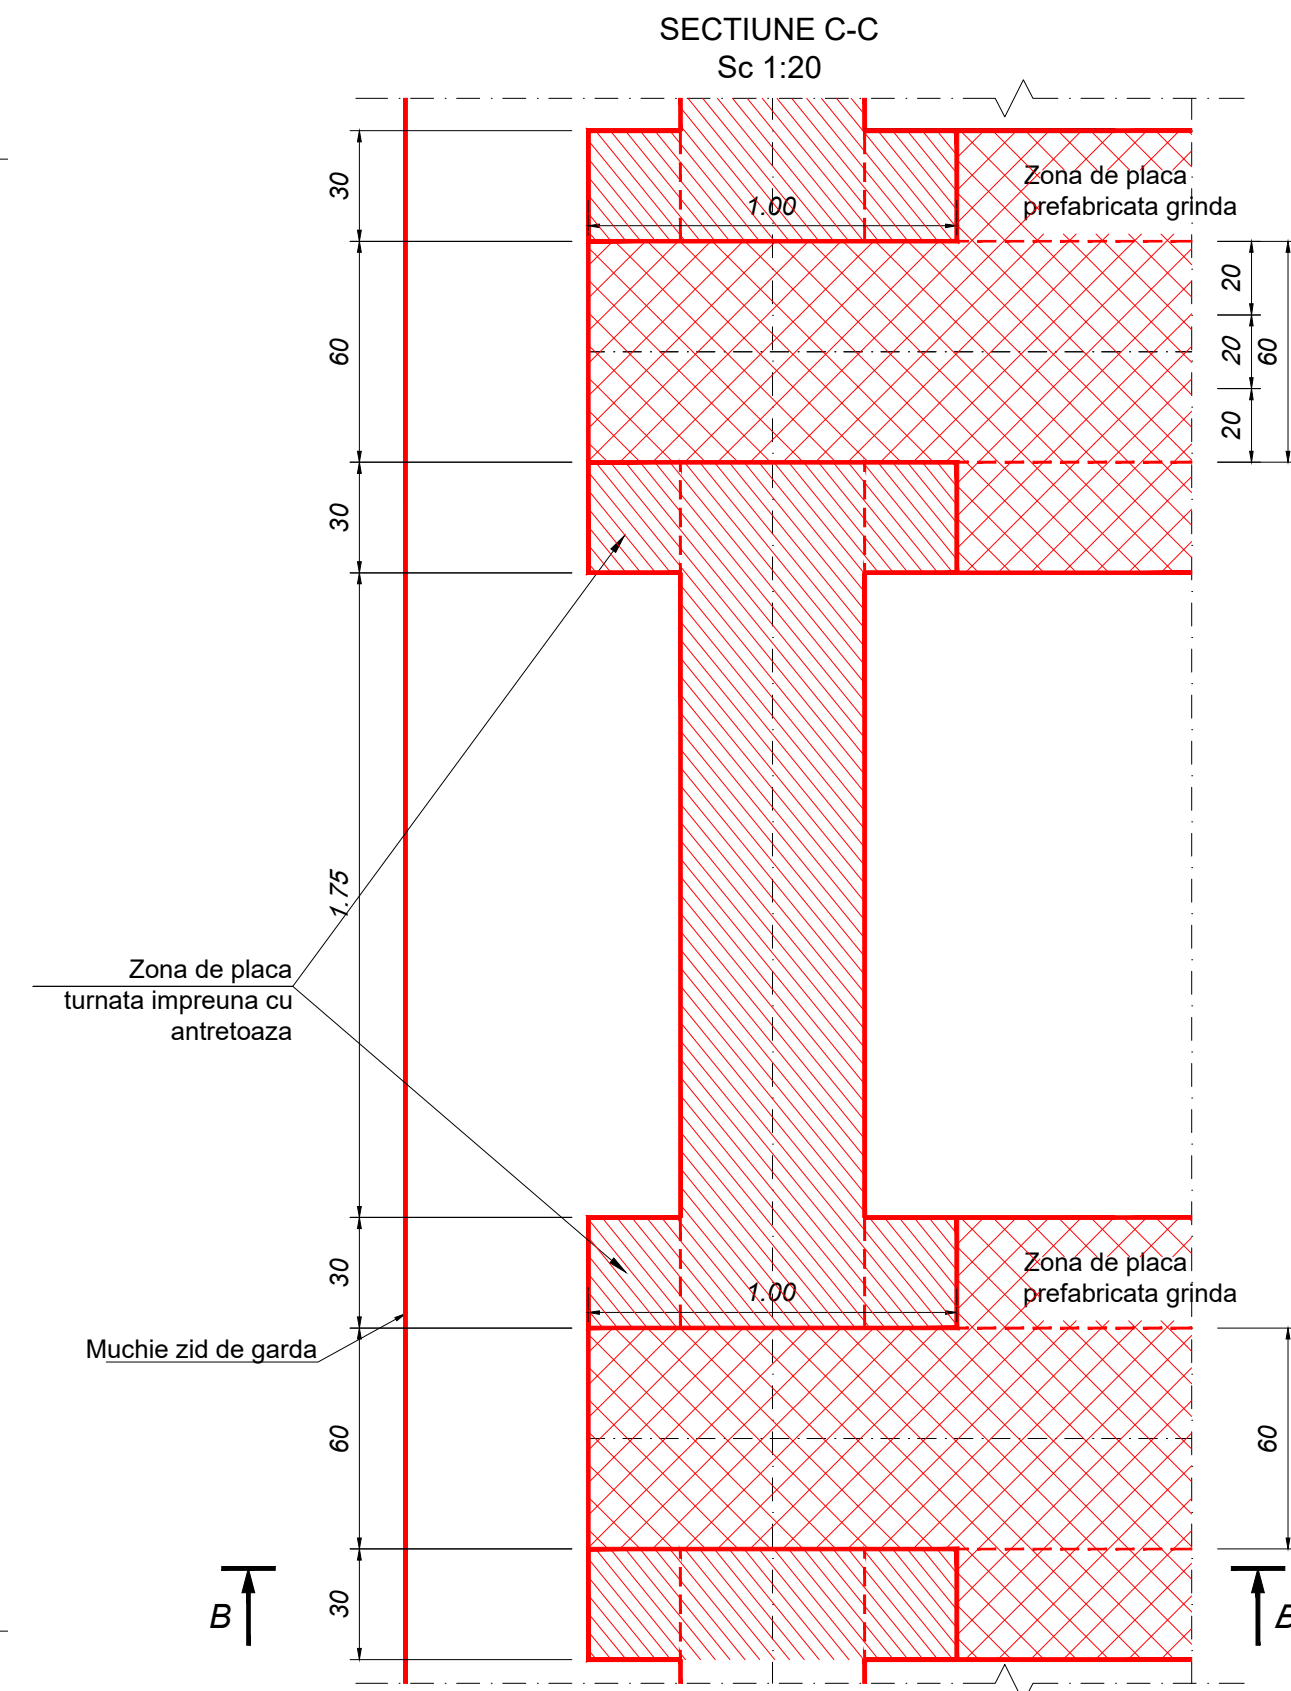 SECTIUNE C-C
Sc 1:20
30
Zona de placa
prefabricata grinda
1.00
60
20
20
20
60
30
1.75
Zona de placa
turnata impreuna cu
antretoaza
30
Zona de placa
prefabricata grinda
1.00
Muchie zid de garda
60
60
30
B
B